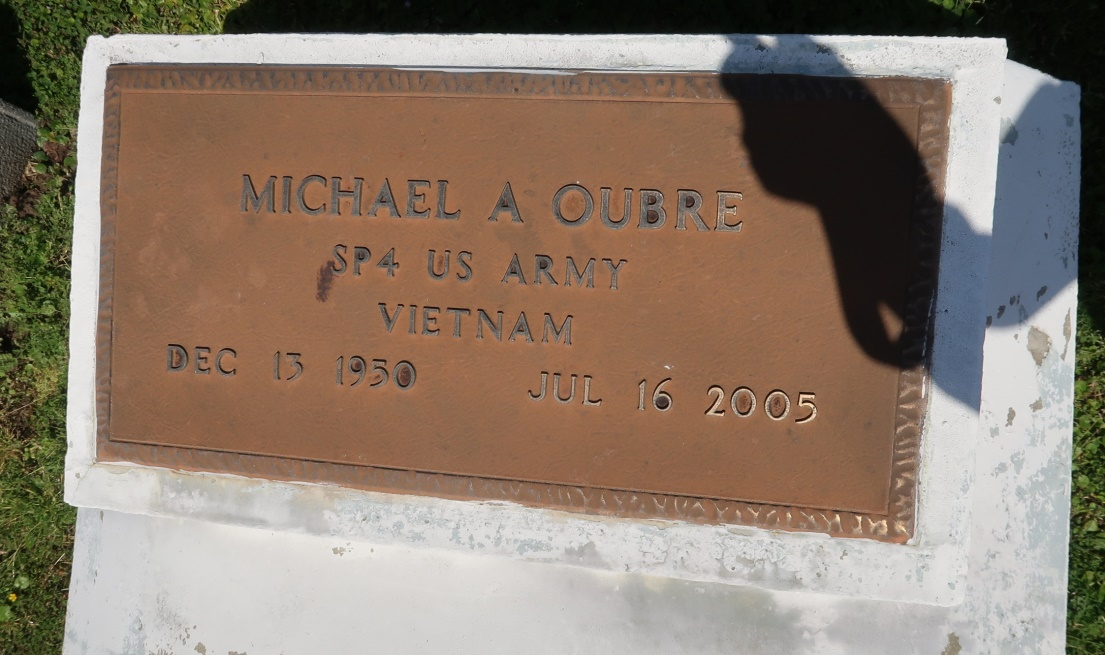 MICHAEL A OUBRE
SP4 US ARMY
VIETNAM
DEC 13 1950 JUL 16 2005